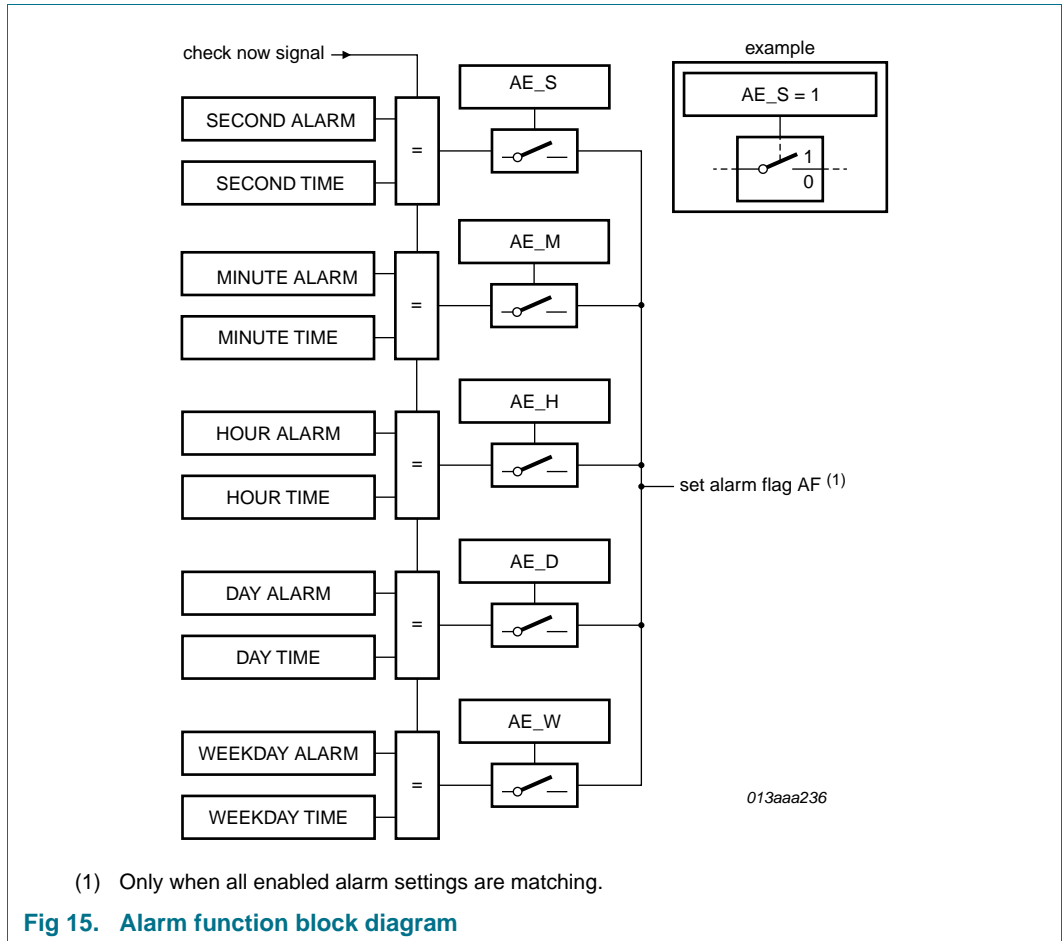 check now signal
example
AE_S
AE_S = 1
SECOND ALARM
=
1
SECOND TIME
0
AE_M
MINUTE ALARM
=
MINUTE TIME
AE_H
HOUR ALARM
=
set alarm flag AF (1)
HOUR TIME
AE_D
DAY ALARM
=
DAY TIME
AE_W
WEEKDAY ALARM
=
013aaa236
WEEKDAY TIME
(1) Only when all enabled alarm settings are matching.
Fig 15. Alarm function block diagram